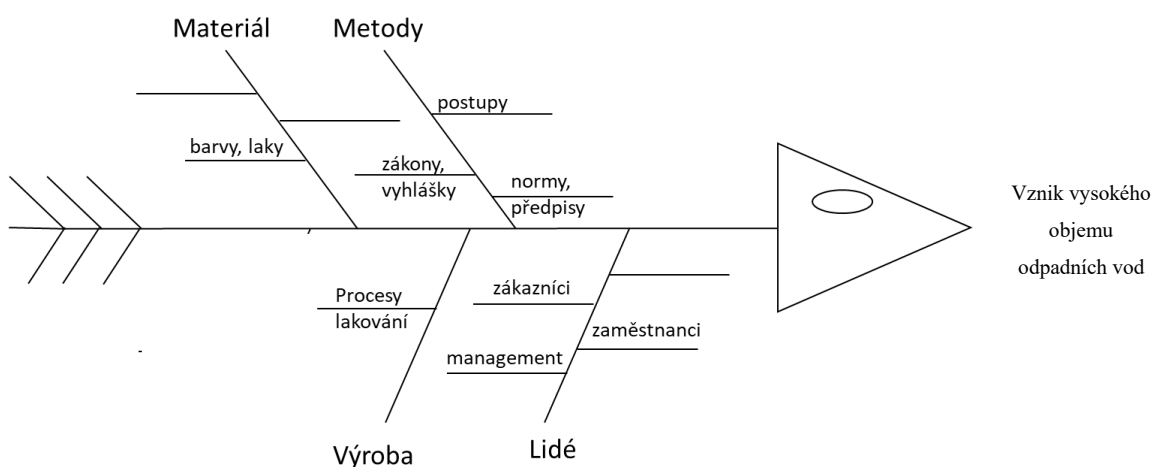 Materiál
Metody
postupy
barvy, laky
zákony,
vyhlášky
normy,
předpisy
Vznik vysokého
objemu
odpadních vod
Procesy
lakování
zákazníci
zaměstnanci
management
Výroba
Lidé